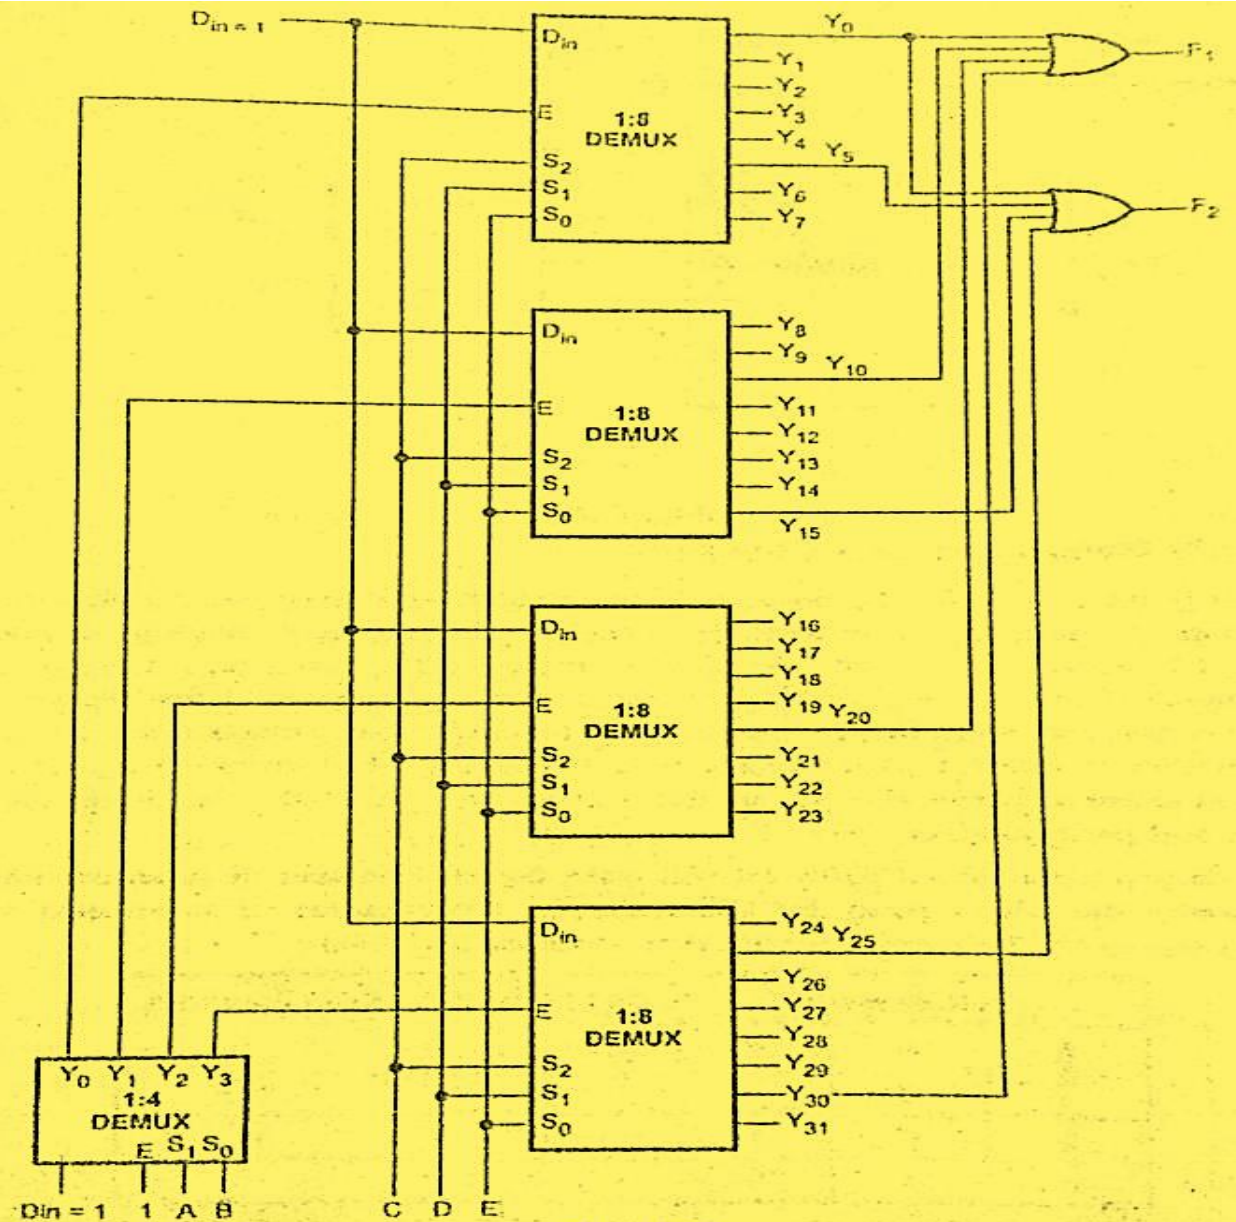 Din = 1
Din
Y0
F1
Y1
Y2
E
1:8
DEMUX
Y3
Y4
Y5
S2
S1
Y6
F2
S0
Y7
Din
Y8
Y9
Y10
E
1:8
DEMUX
Y11
Y12
S2
Y13
S1
Y14
S0
Y15
Din
Y16
Y17
Y18
E
1:8
DEMUX
Y19
Y20
S2
Y21
S1
Y22
S0
Y23
Din
Y24
Y25
Y26
E
1:8
DEMUX
Y27
Y28
S2
Y29
S1
Y30
S0
Y31
Y0 Y1 Y2 Y3
1:4
DEMUX
E S1 S0
Din = 1 1 A B C D E